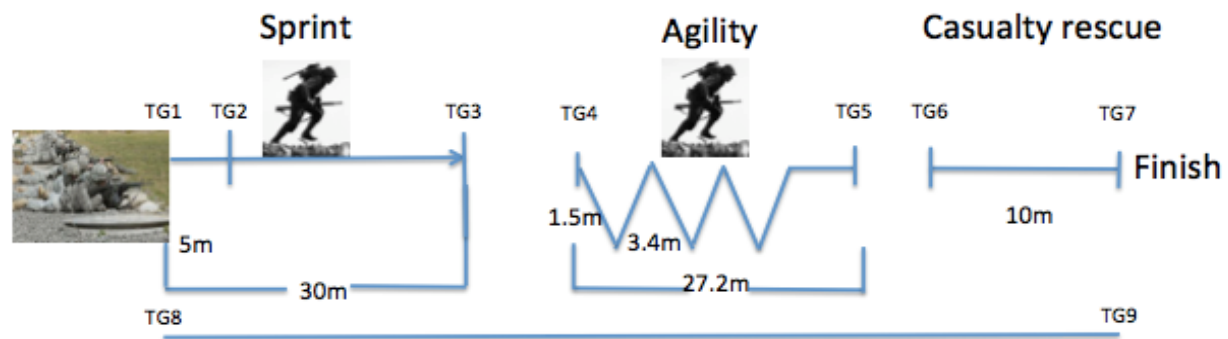 Sprint
Agility
Casualty rescue
TG1
TG2
TG3
TG4
TG5
TG6
TG7
Finish
1.5m
3.4m
10m
5m
27.2m
30m
TG8
TG9